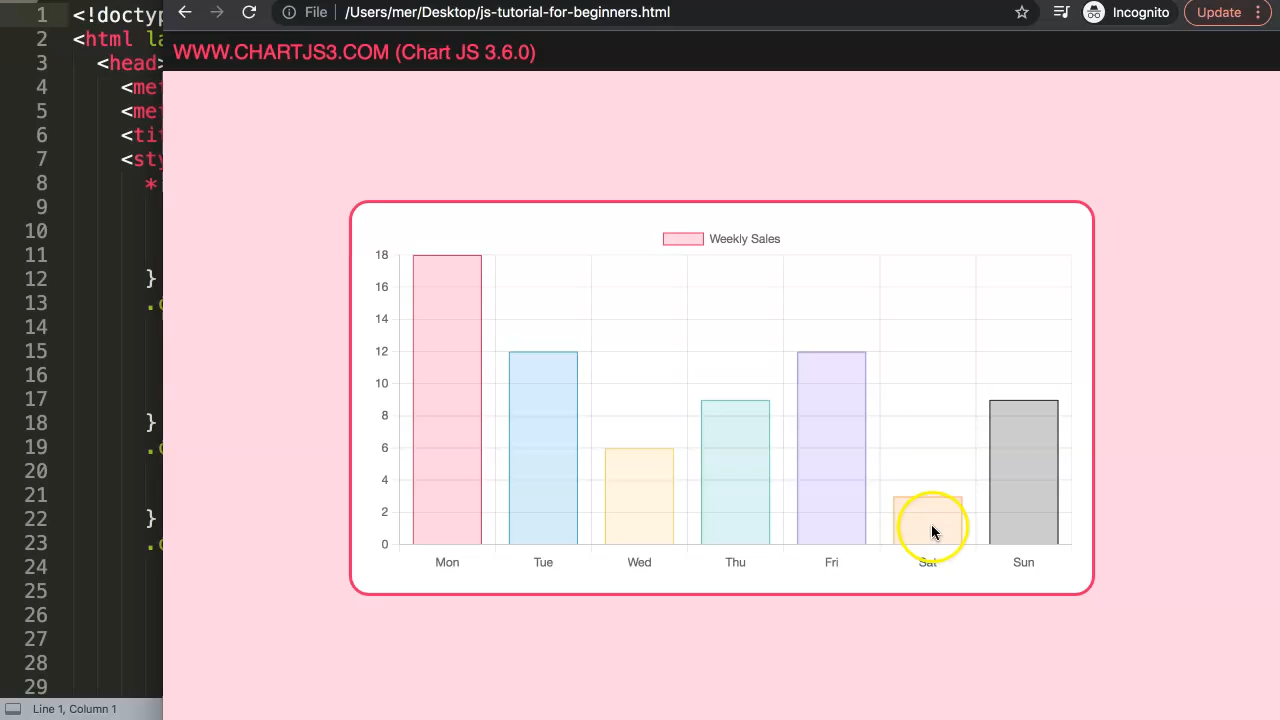 File /Users/mer/Desktop/js-tutorial-for-beginners.html Incognito Update
WWW.CHARTJS3.COM (Chart JS 3.6.0)
1 <!doctyp
2 <html la
3 <head>
4 <me
5 <me
6 <ti
7 <sty
8 *
9
10
11
12 }
13 .c
14
15
16
17
18 }
19 .c
20
21
22 }
23 .c
24
25
26
27
28
29
Line 1, Column 1
Weekly Sales
18
16
14
12
10
8
6
4
2
0
Mon Tue Wed Thu Fri Sat Sun